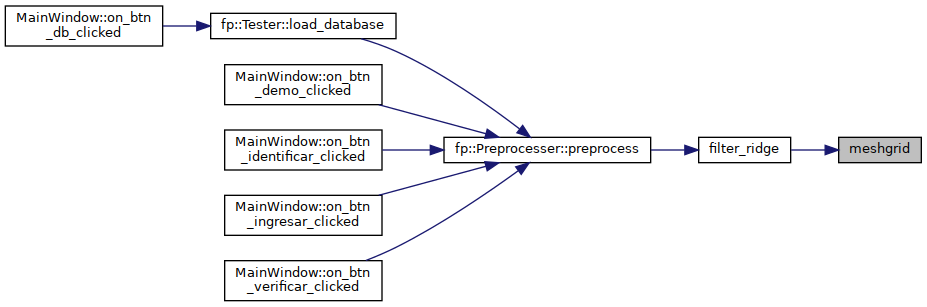 MainWindow::on_btn
_db_clicked
fp::Tester::load_database
MainWindow::on_btn
_demo_clicked
MainWindow::on_btn
_identificar_clicked
MainWindow::on_btn
_ingresar_clicked
MainWindow::on_btn
_verificar_clicked
fp::Preprocesser::preprocess
filter_ridge
meshgrid